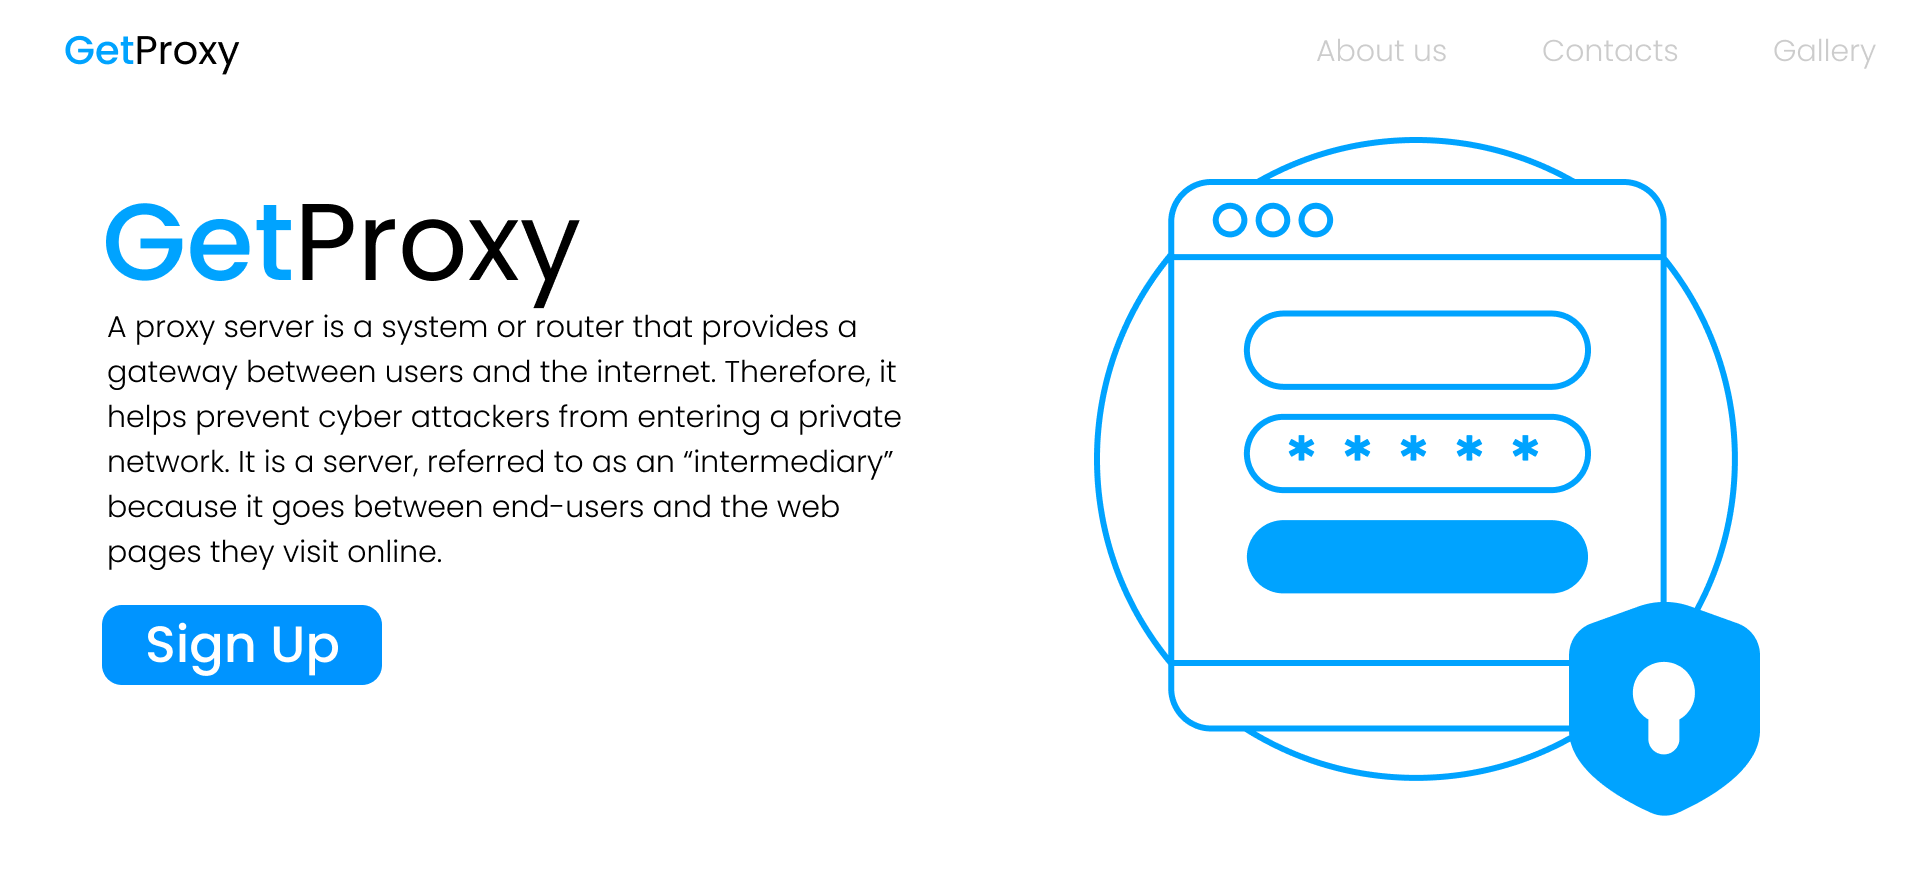 GetProxy
About us
Contacts
Gallery
GetProxy
A proxy server is a system or router that provides a
gateway between users and the internet. Therefore, it
helps prevent cyber attackers from entering a private
network. It is a server, referred to as an “intermediary”
because it goes between end-users and the web
pages they visit online.
* * * * *
Sign Up